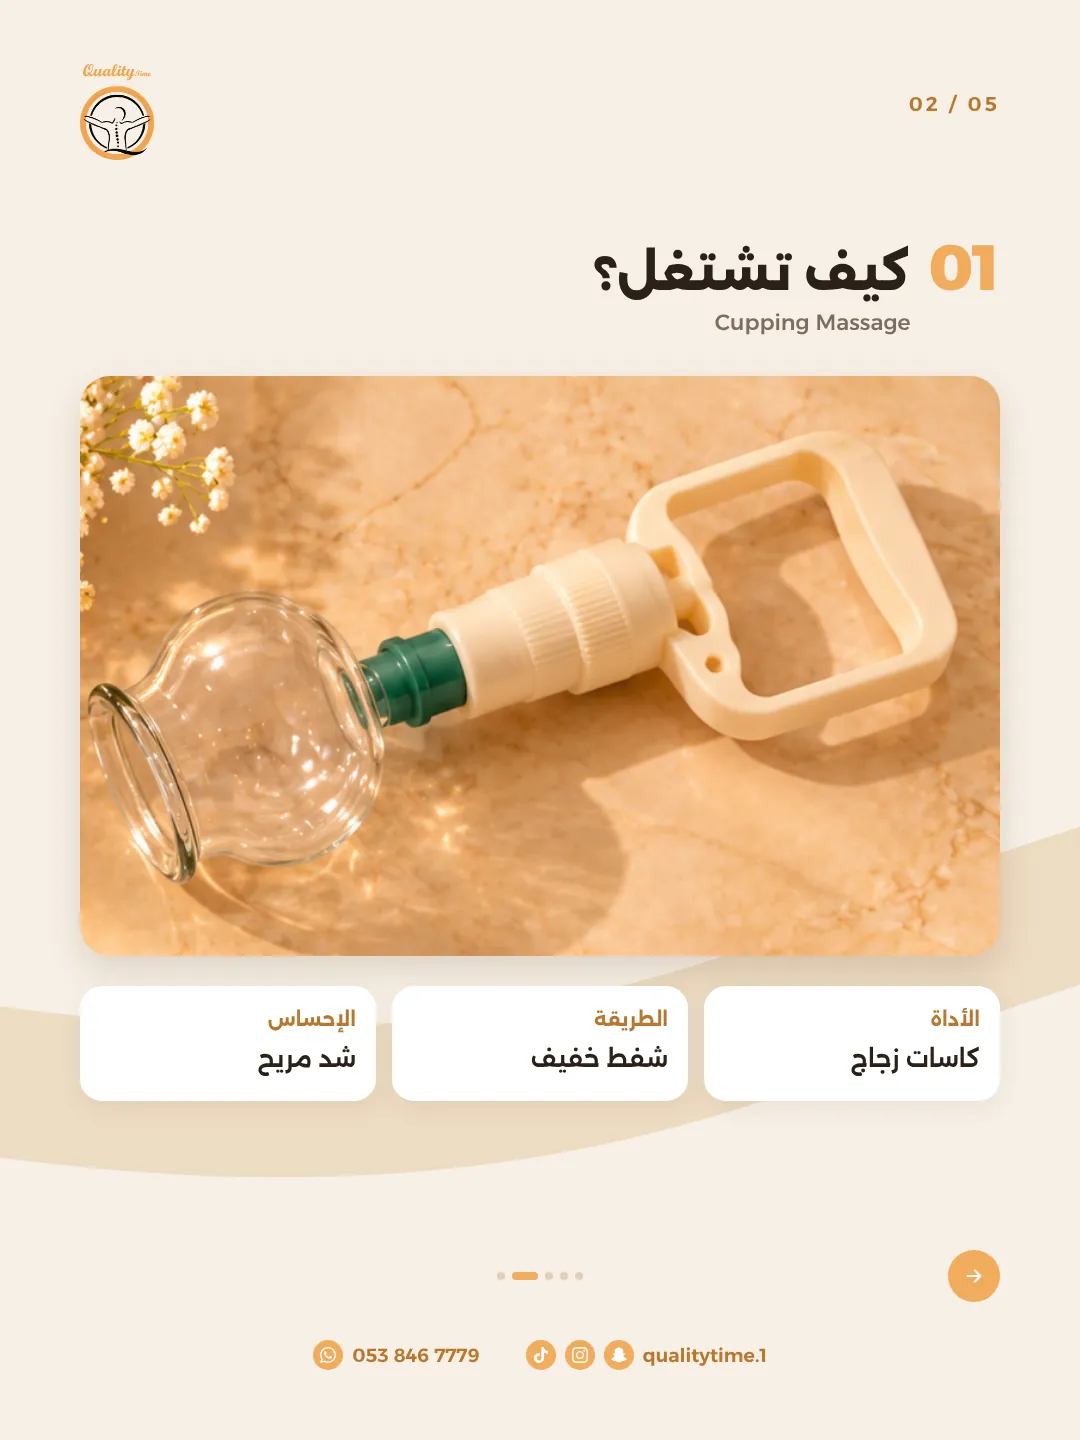 Quality Time
02 / 05
01 كيف تشتغل؟
Cupping Massage
الأداة
كاسات زجاج
الطريقة
شفط خفيف
الإحساس
شد مريح
053 846 7779
qualitytime.1